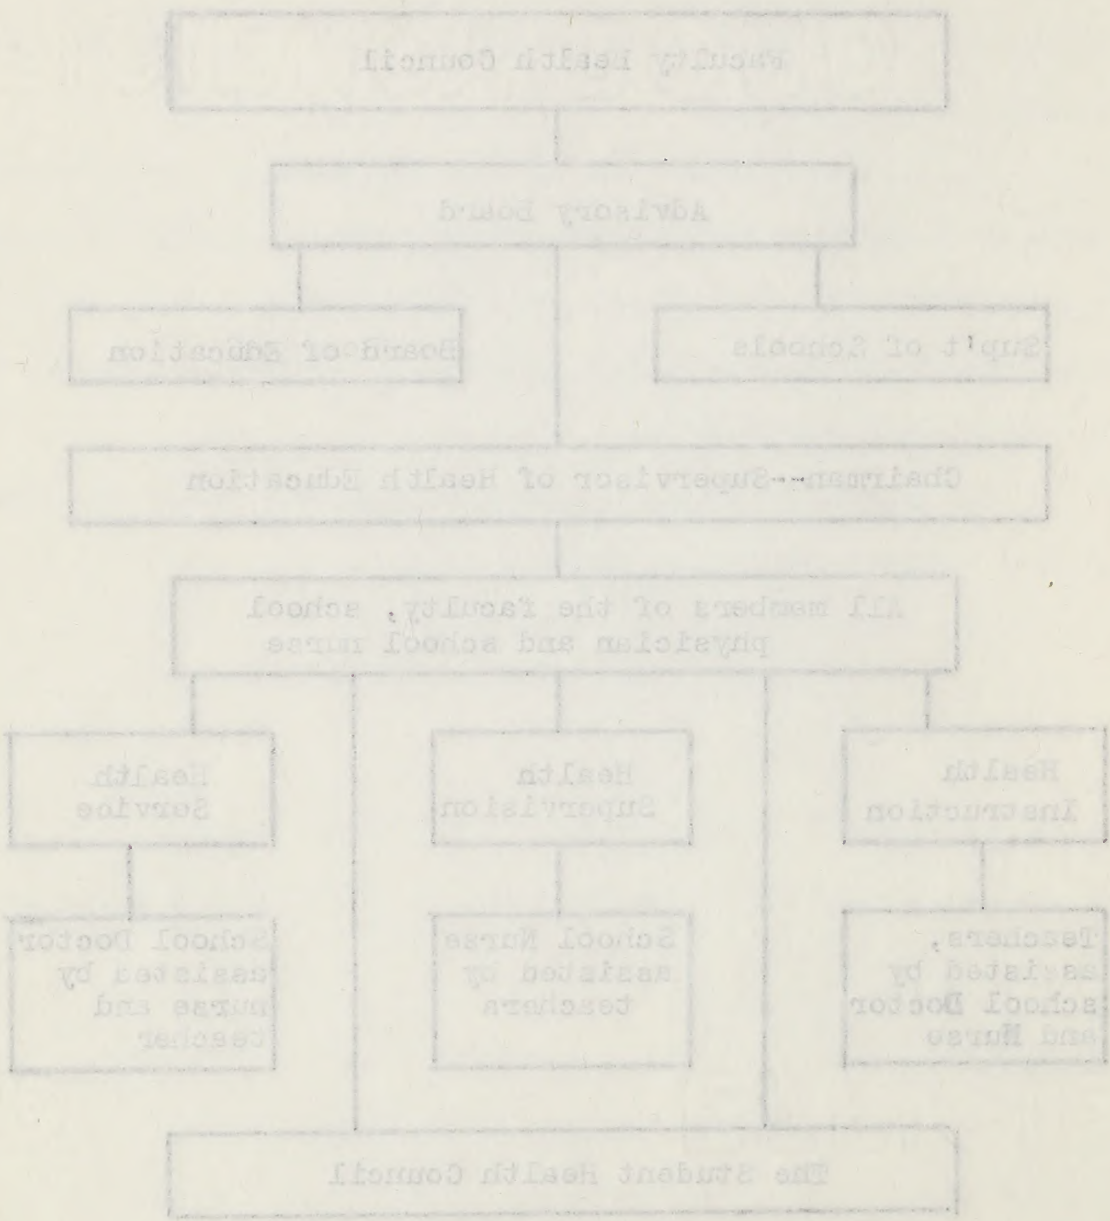 Faculty Health Council
Advisory Board
Sup't of Schools
Board of Education
Chairman--Supervisor of Health Education
All members of the faculty, school
physician and school nurse
Health
Instruction
Health
Supervision
Health
Service
Teachers,
assisted by
school Doctor
and Nurse
School Nurse
assisted by
teachers
School Doctor
assisted by
nurse and
teacher
The Student Health Council